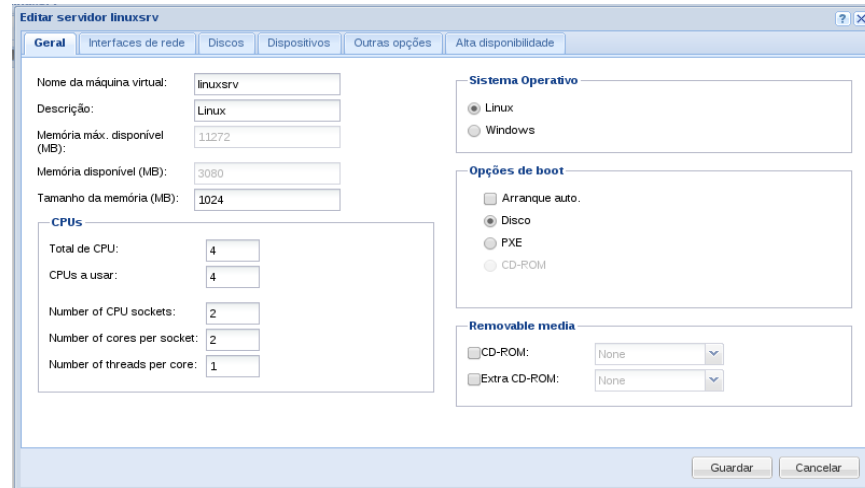 Editar servidor linuxsrv
?
Geral Interfaces de rede Discos Dispositivos Outras opções Alta disponibilidade
Nome da máquina virtual: linuxsrv
Descrição: Linux
Memória máx. disponível (MB): 11272
Memória disponível (MB): 3080
Tamanho da memória (MB): 1024
CPUs
Total de CPU: 4
CPUs a usar: 4
Number of CPU sockets: 2
Number of cores per socket: 2
Number of threads per core: 1
Sistema Operativo
Linux
Windows
Opções de boot
Arranque auto.
Disco
PXE
CD-ROM
Removable media
CD-ROM: None
Extra CD-ROM: None
Guardar Cancelar